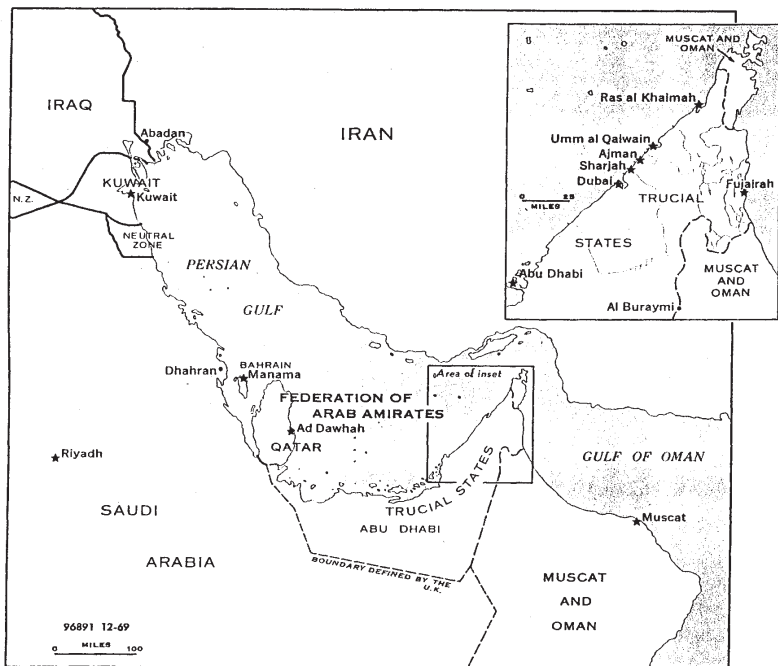 IRAQ
Abadan
IRAN
KUWAIT
Kuwait
N.Z.
NEUTRAL
ZONE
PERSIAN
GULF
Dhahran
BAHRAIN
Manama
FEDERATION OF
ARAB AMIRATES
Ad Dawhah
QATAR
Riyadh
SAUDI
ARABIA
TRUCIAL STATES
ABU DHABI
BOUNDARY DEFINED BY THE
U.K.
Area of inset
GULF OF OMAN
Muscat
MUSCAT
AND
OMAN
96891 12-69
MILES
0 100
MUSCAT AND
OMAN
Ras al Khaimah
Umm al Qaiwain
Ajman
Sharjah
Dubai
TRUCIAL
STATES
Fujairah
0 25
MILES
Abu Dhabi
MUSCAT
AND
OMAN
Al Buraymi